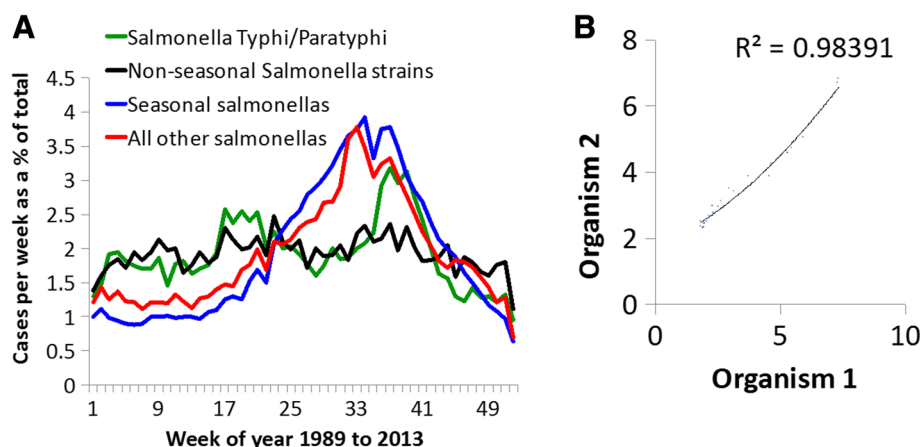 A
Salmonella Typhi/Paratyphi
Non-seasonal Salmonella strains
Seasonal salmonellas
All other salmonellas
Cases per week as a % of total
4.5
4
3.5
3
2.5
2
1.5
1
0.5
0
1 9 17 25 33 41 49
Week of year 1989 to 2013
B
R² = 0.98391
Organism 2
8
6
4
2
0
0 5 10
Organism 1